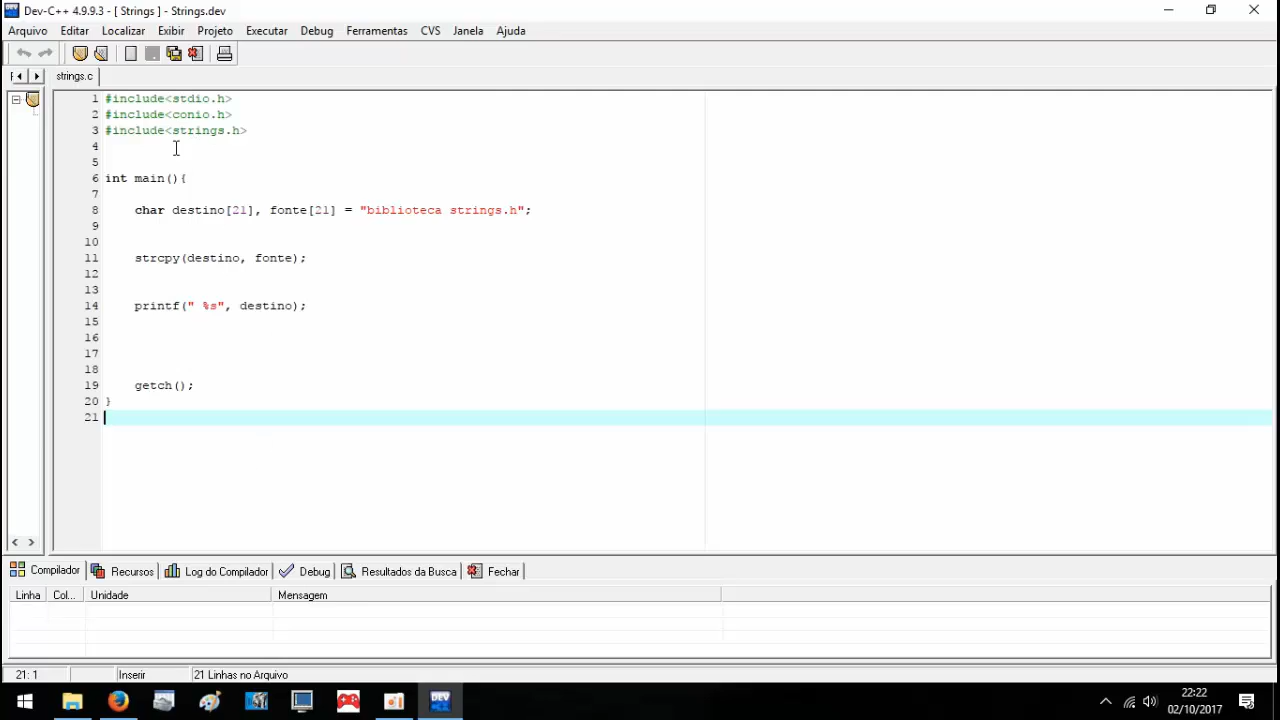 Dev-C++ 4.9.9.3 - [ Strings ] - Strings.dev
Arquivo Editar Localizar Exibir Projeto Executar Debug Ferramentas CVS Janela Ajuda
strings.c
1 #include<stdio.h>
2 #include<conio.h>
3 #include<strings.h>
4
5
6 int main(){
7
8 char destino[21], fonte[21] = "biblioteca strings.h";
9
10
11 strcpy(destino, fonte);
12
13
14 printf(" %s", destino);
15
16
17
18
19 getch();
20 }
21
Compilador Recursos Log do Compilador Debug Resultados da Busca Fechar
Linha Col... Unidade Mensagem
21: 1 Inserir 21 Linhas no Arquivo
DEV
22:22
02/10/2017